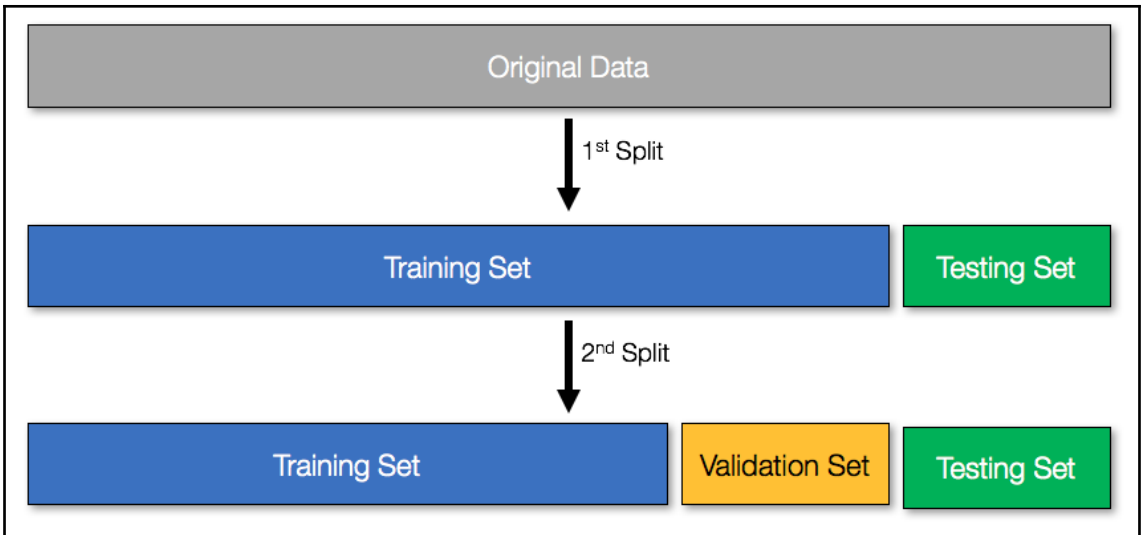 Original Data
1st Split
Training Set
Testing Set
2nd Split
Training Set
Validation Set
Testing Set